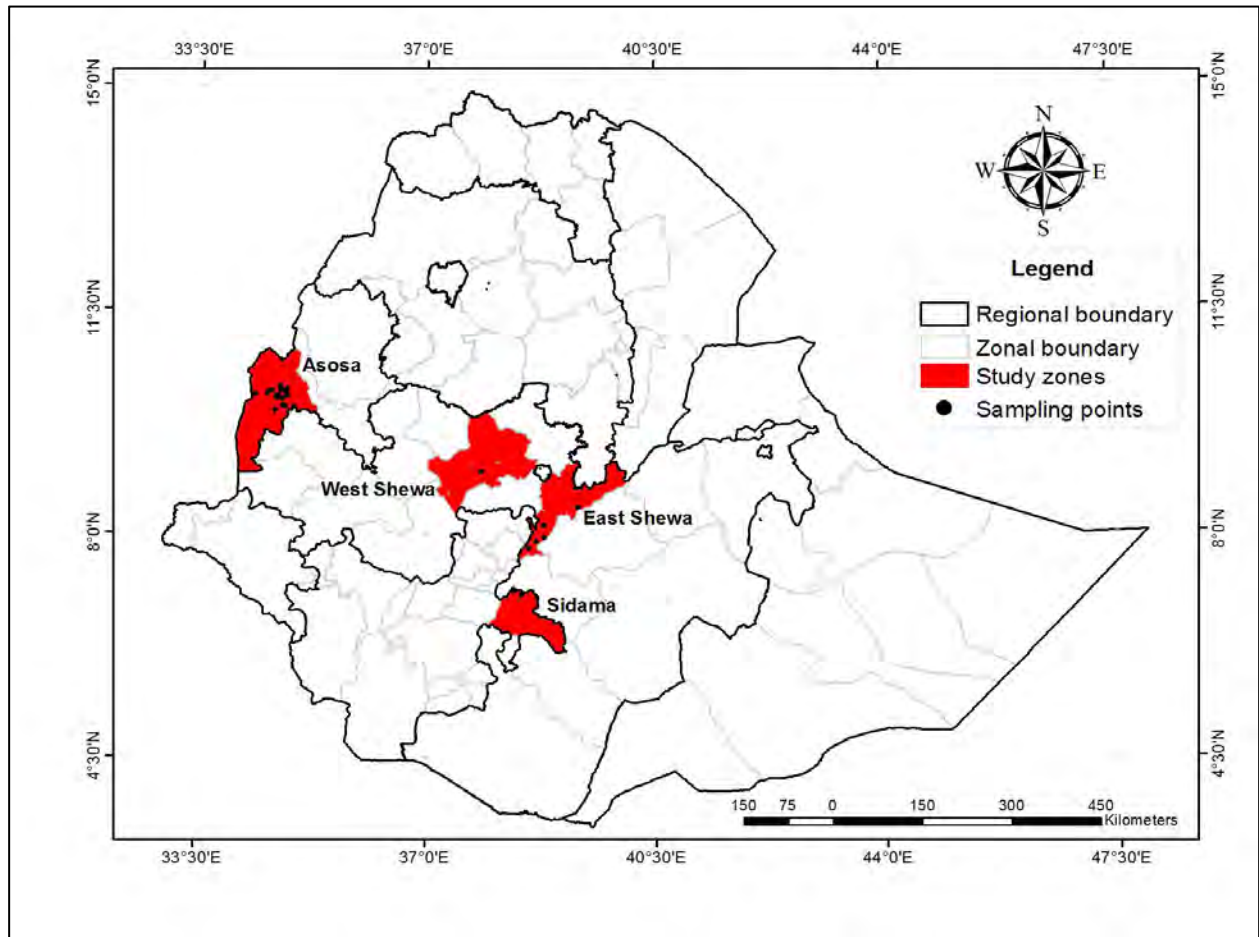 33°30'E 37°0'E 40°30'E 44°0'E 47°30'E
15°0'N 15°0'N
N
W E
S
Legend
11°30'N 11°30'N
Regional boundary
Zonal boundary
Asosa
Study zones
Sampling points
West Shewa
East Shewa
8°0'N 8°0'N
Sidama
4°30'N 4°30'N
150 75 0 150 300 450
Kilometers
33°30'E 37°0'E 40°30'E 44°0'E 47°30'E